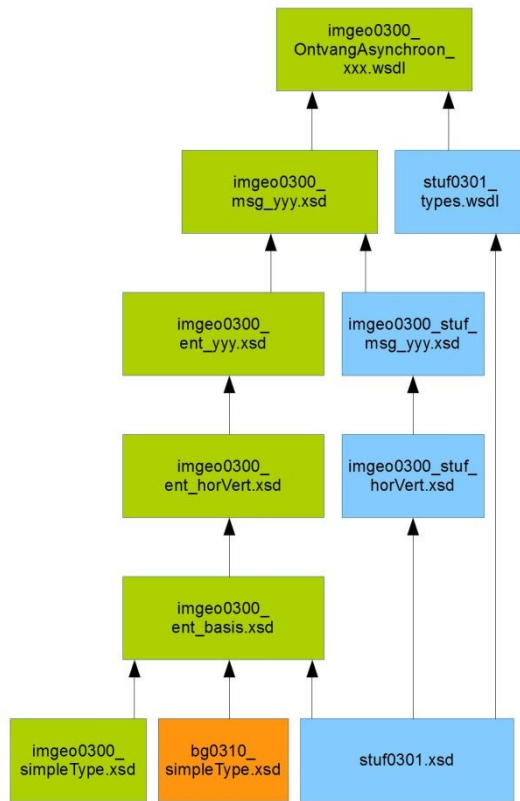 imgeo0300_
OntvangAsynchroon_
xxx.wsdl
imgeo0300_
msg_yyy.xsd
stuf0301_
types.wsdl
imgeo0300_
ent_yyy.xsd
imgeo0300_stuf_
msg_yyy.xsd
imgeo0300_
ent_horVert.xsd
imgeo0300_stuf_
horVert.xsd
imgeo0300_
ent_basis.xsd
imgeo0300_
simpleType.xsd
bg0310_
simpleType.xsd
stuf0301.xsd